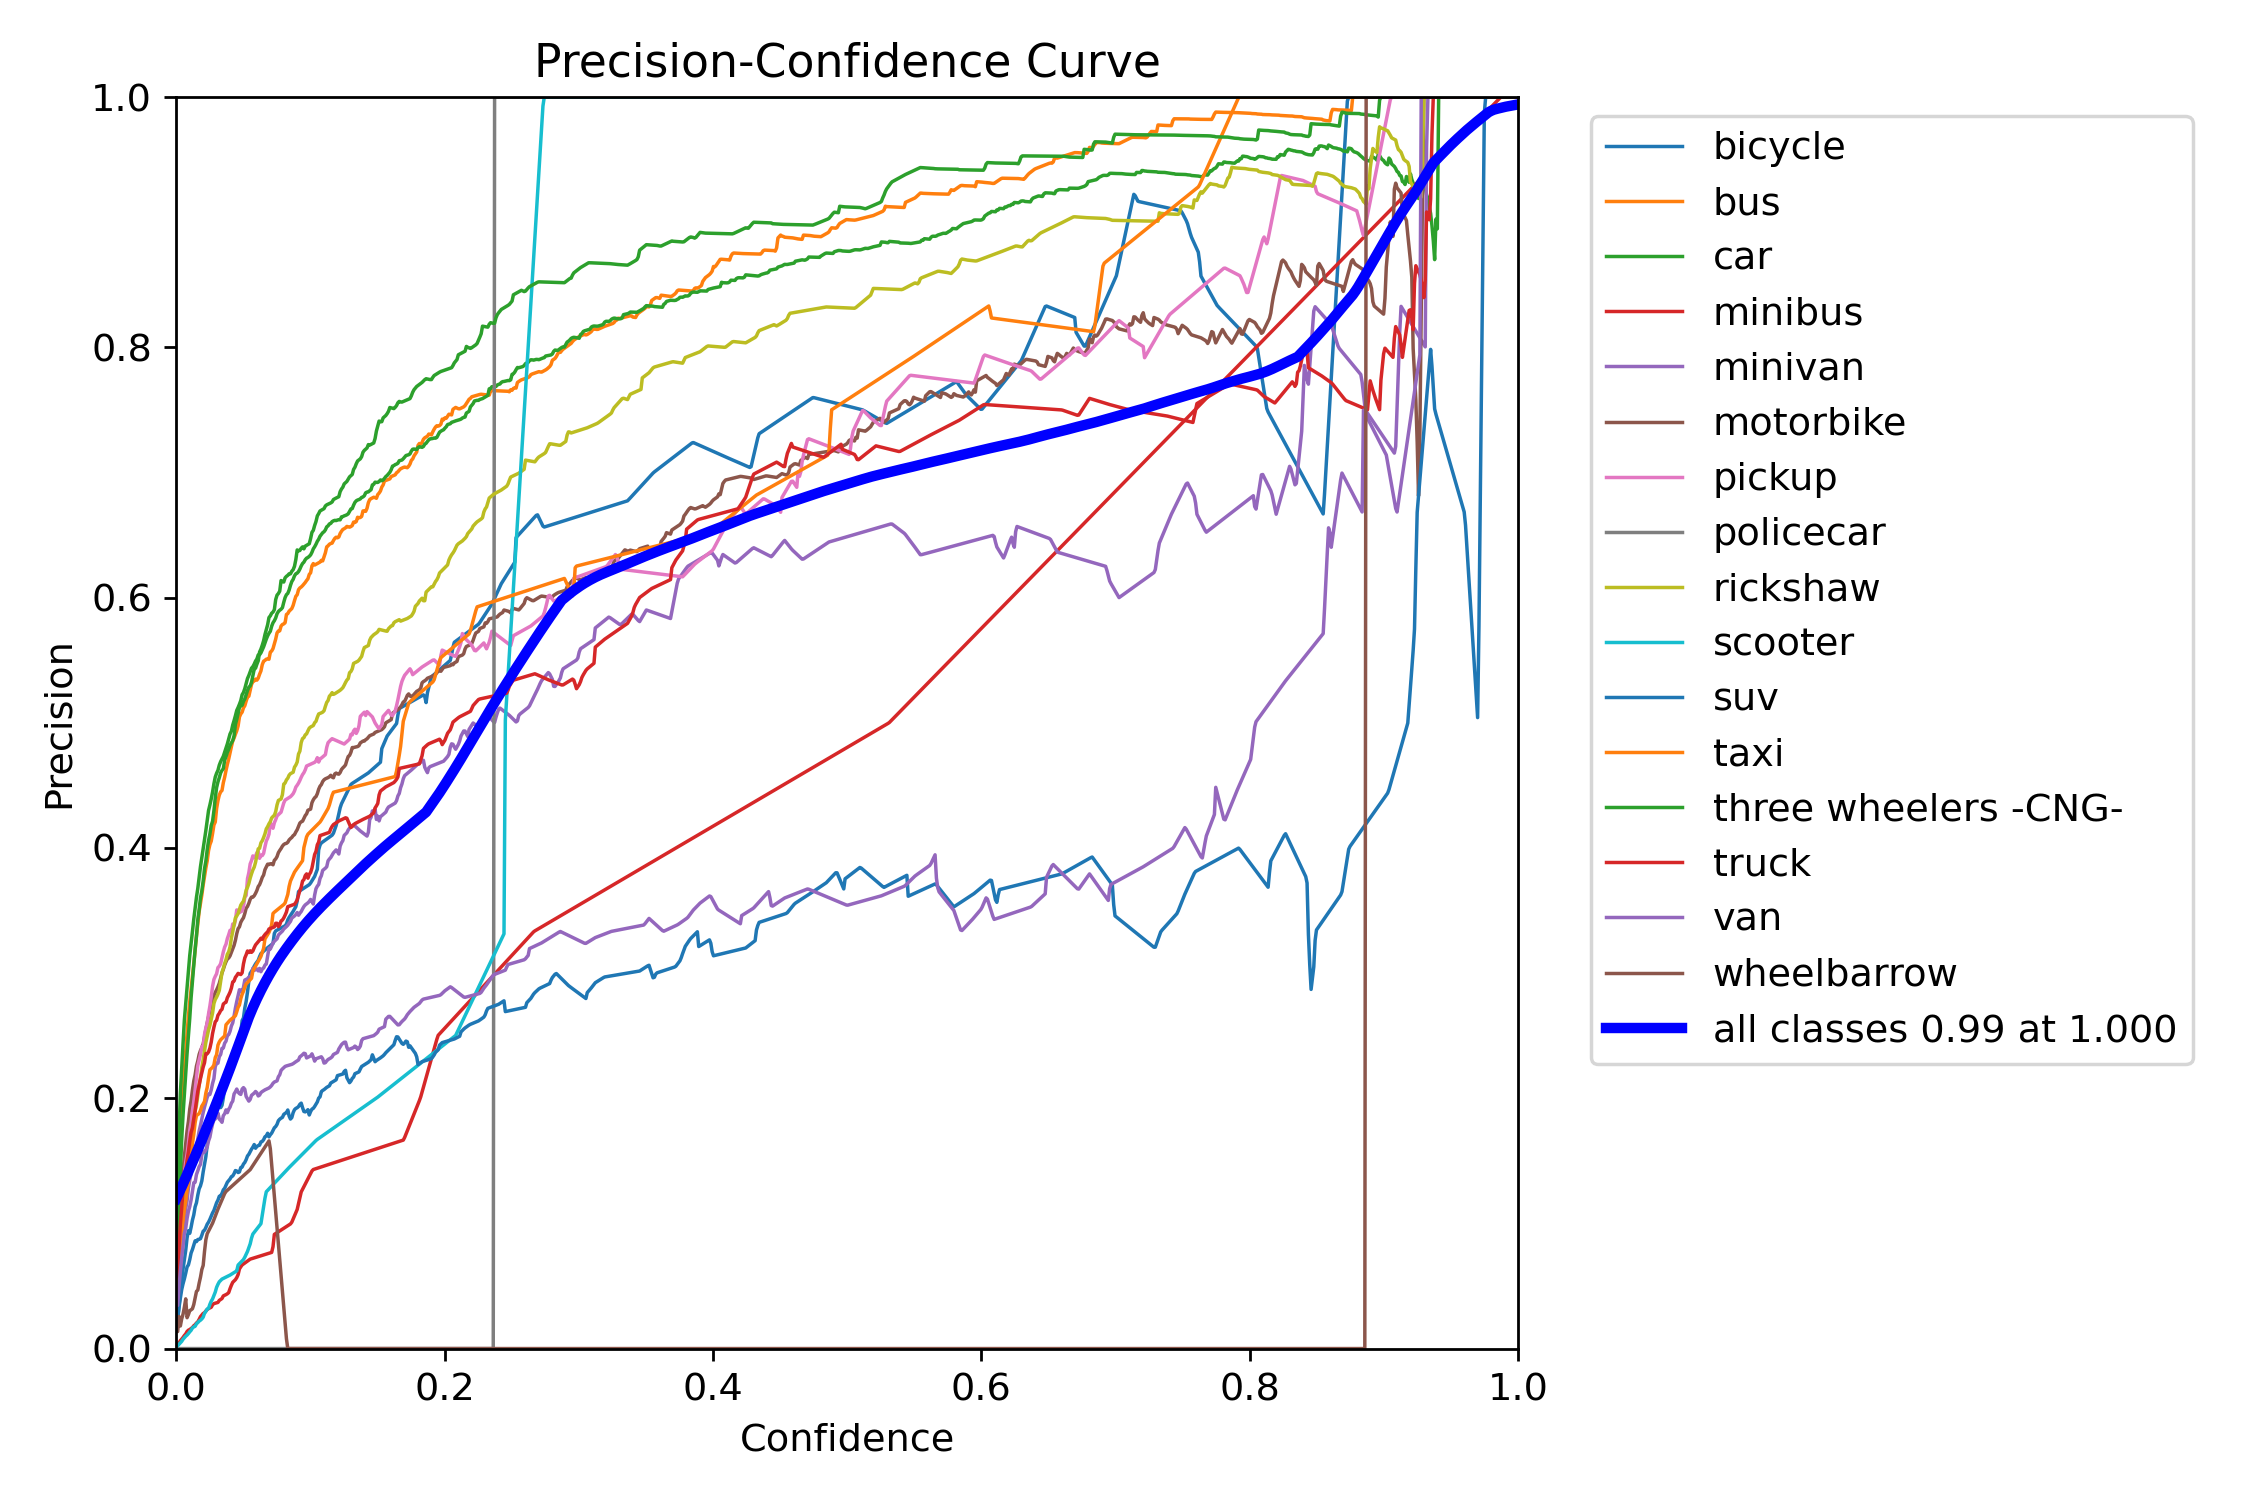 Precision-Confidence Curve
1.0
0.8
0.6
0.4
0.2
0.0
Precision
0.0 0.2 0.4 0.6 0.8 1.0
Confidence
bicycle
bus
car
minibus
minivan
motorbike
pickup
policecar
rickshaw
scooter
suv
taxi
three wheelers -CNG-
truck
van
wheelbarrow
all classes 0.99 at 1.000